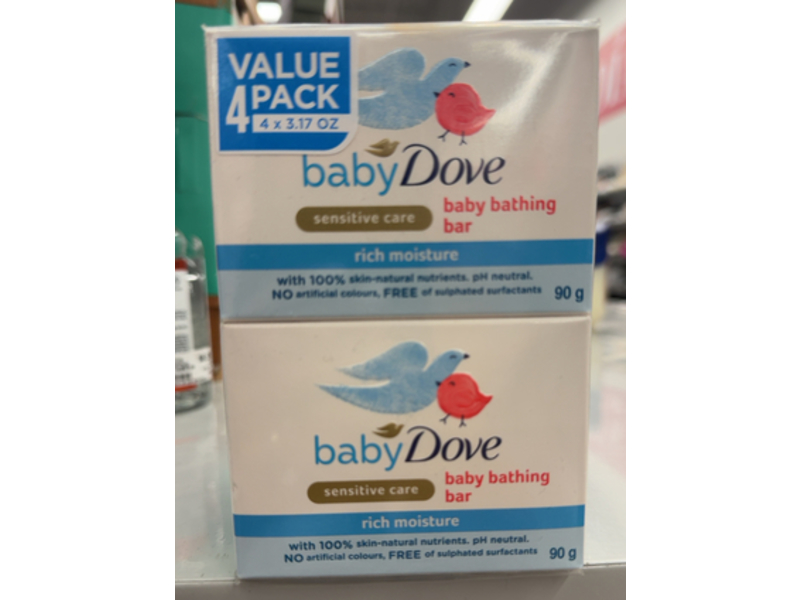 VALUE
4 PACK
4 x 3.17 OZ
baby Dove
sensitive care
baby bathing
bar
rich moisture
with 100% skin-natural nutrients. pH neutral.
NO artificial colours, FREE of sulphated surfactants
90 g
baby Dove
sensitive care
baby bathing
bar
rich moisture
with 100% skin-natural nutrients. pH neutral.
NO artificial colours, FREE of sulphated surfactants
90 g